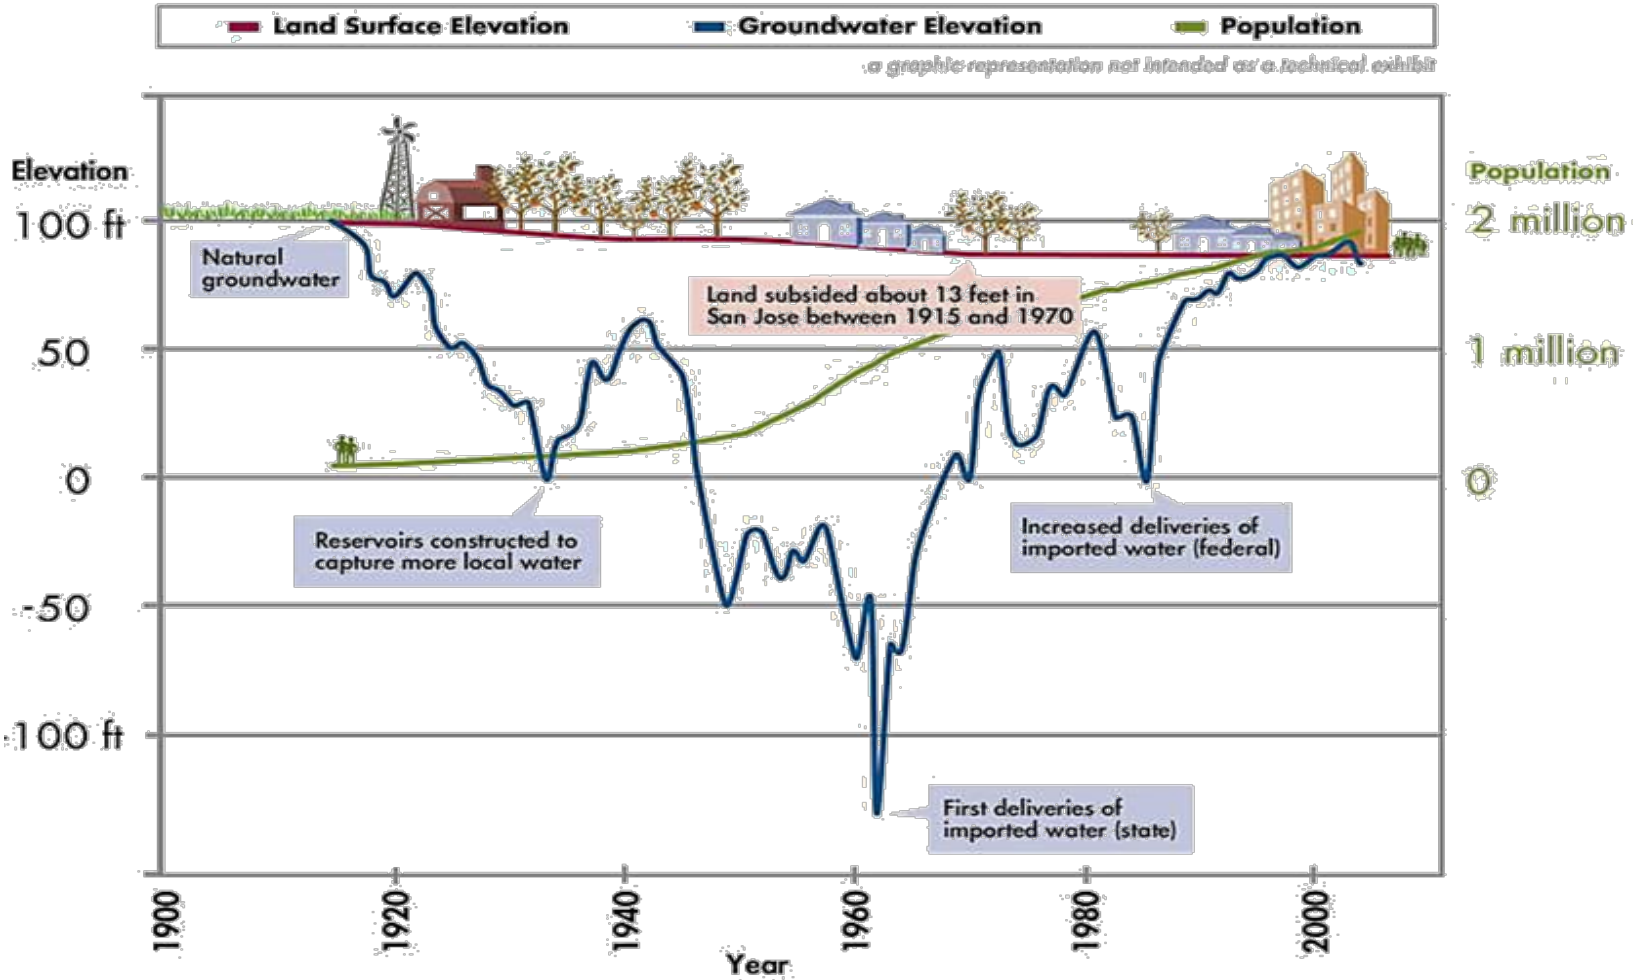 Land Surface Elevation Groundwater Elevation Population
a graphic representation not intended as a technical exhibit
Elevation
Population
100 ft
2 million
Natural
groundwater
Land subsided about 13 feet in
San Jose between 1915 and 1970
50
1 million
0
0
Reservoirs constructed to
capture more local water
Increased deliveries of
imported water (federal)
-50
-100 ft
First deliveries of
imported water (state)
1900 1920 1940 1960 1980 2000
Year